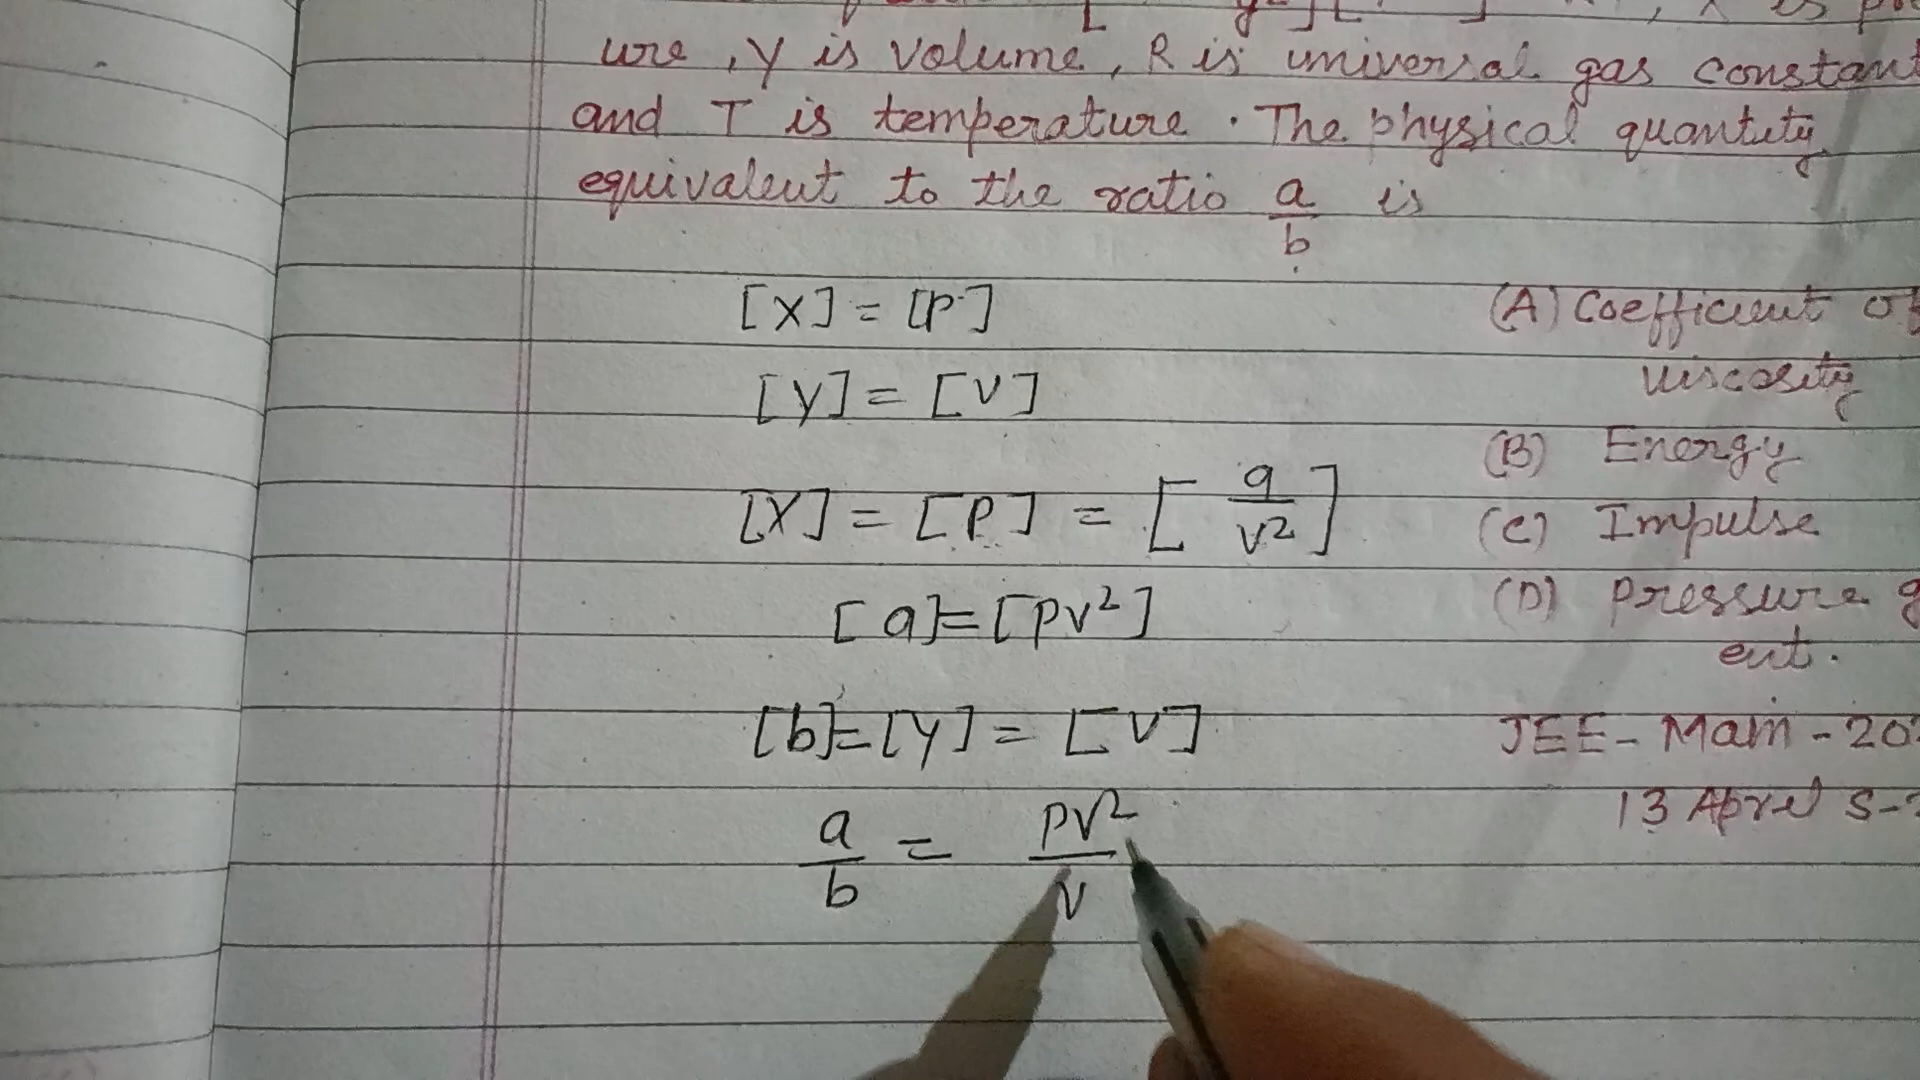 ure, Y is volume, R is universal gas constant
and T is temperature. The physical quantity
equivalent to the ratio a/b is
[X] = [P]
(A) Coefficient of
viscosity
[Y] = [V]
(B) Energy
[X] = [P] = [a/V²]
(C) Impulse
[a] = [PV²]
(D) Pressure
ent.
[b] = [Y] = [V]
JEE-Main-20
13 April S-
a/b = PV²/V